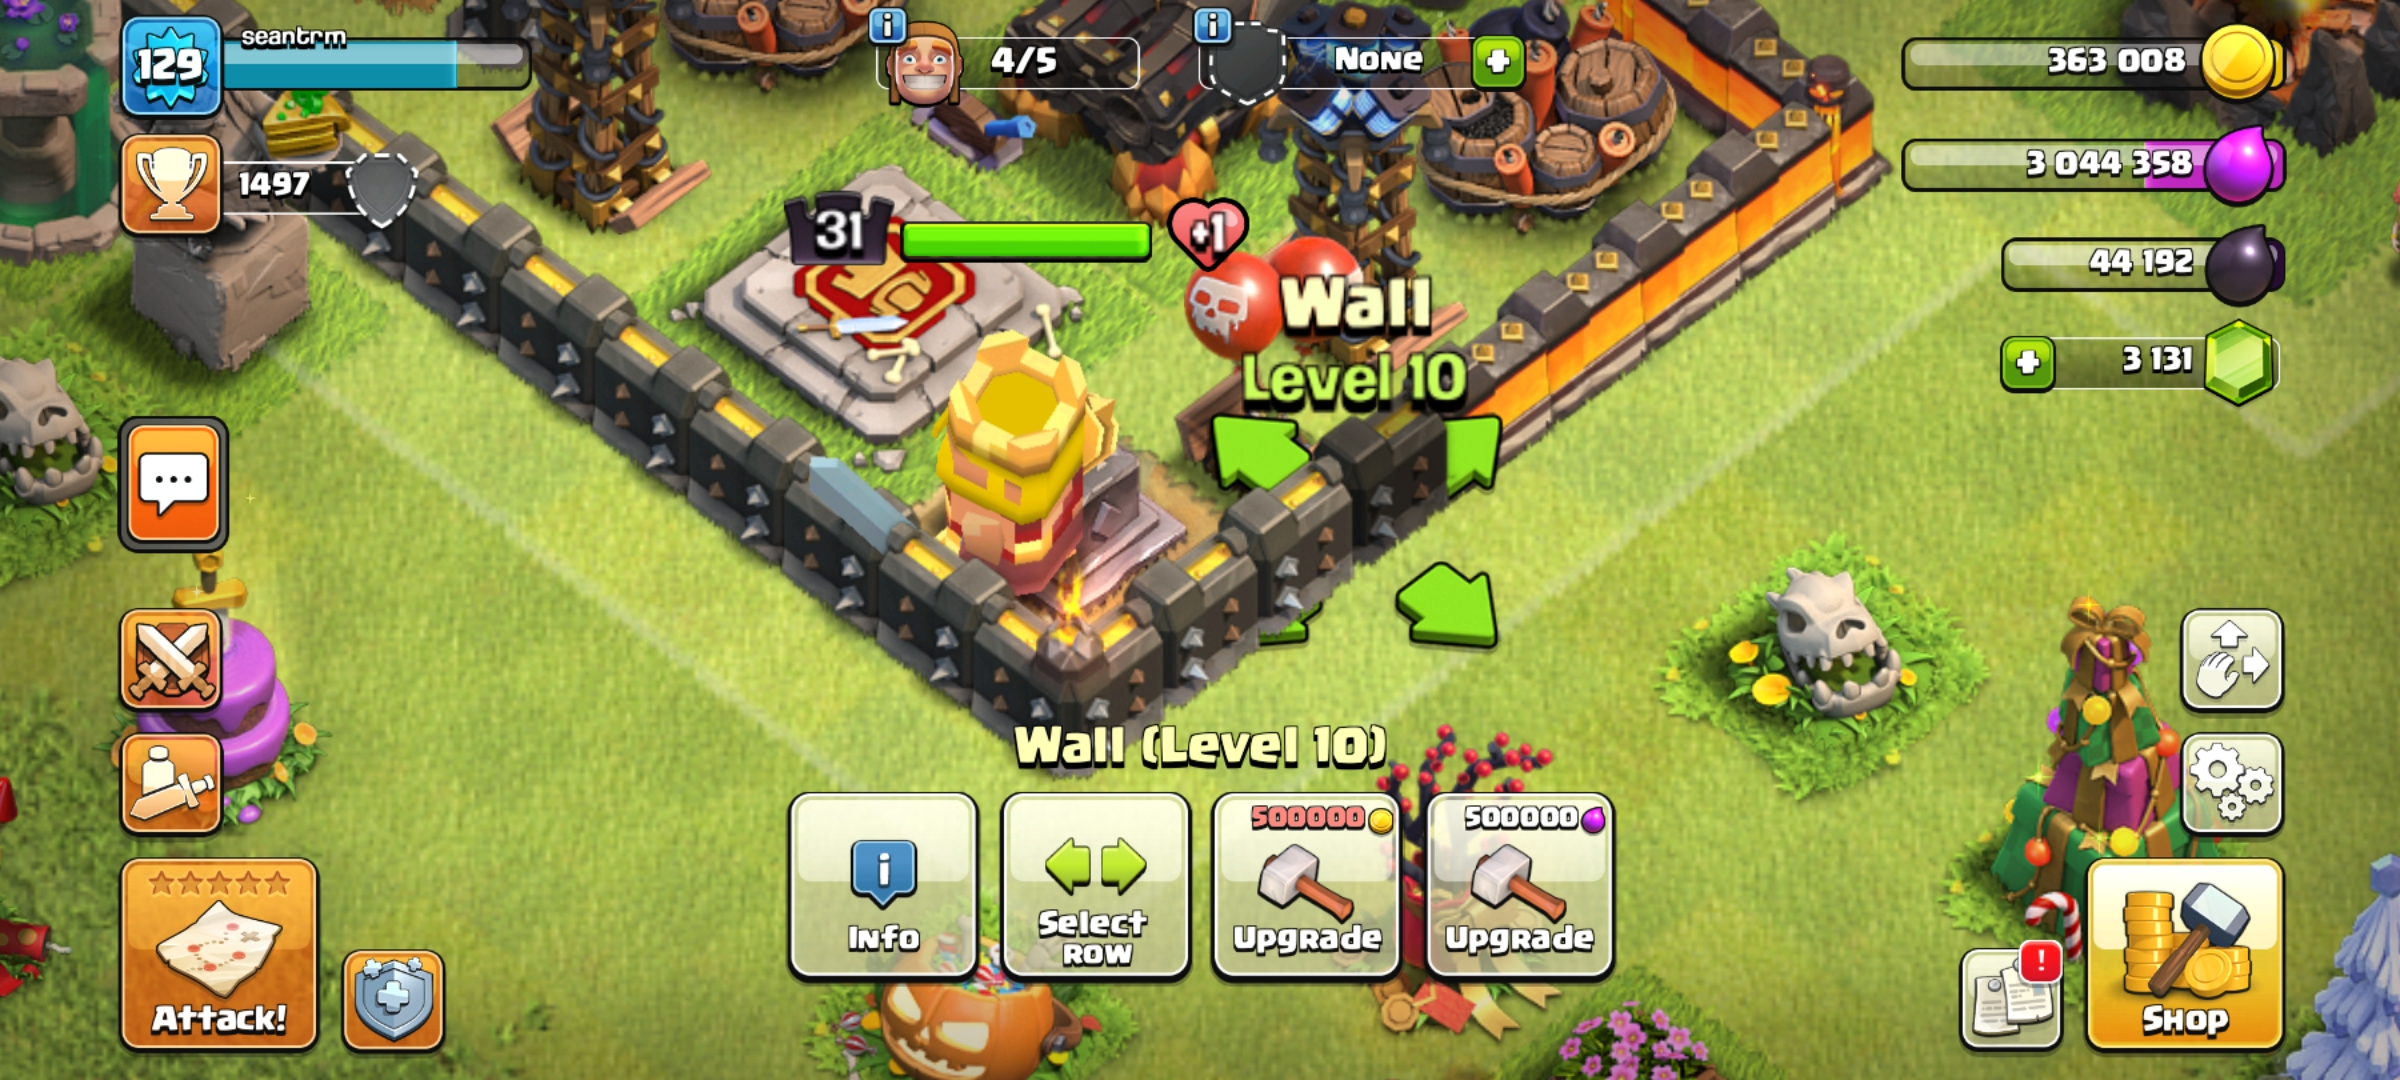 129
seantrm
4/5
None
363 008
1497
3 044 358
31
+1
44 192
Wall
Level 10
3 131
Wall (Level 10)
500000
500000
Info
Select
Row
Upgrade
Upgrade
Attack!
!
Shop